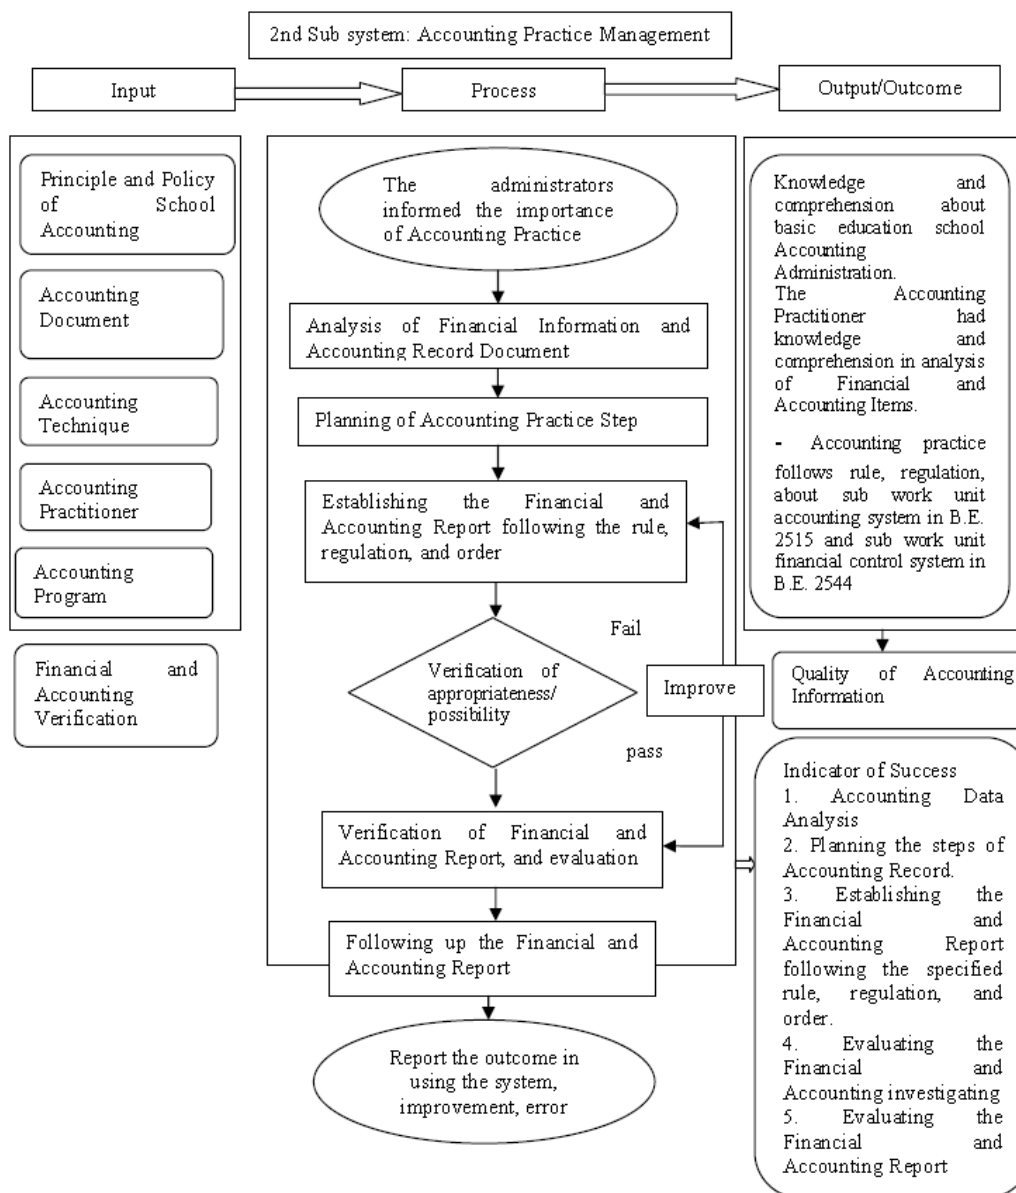 2nd Sub system: Accounting Practice Management
Input
Process
Output/Outcome
Principle and Policy
of School
Accounting
Accounting
Document
Accounting
Technique
Accounting
Practitioner
Accounting
Program
Financial and
Accounting
Verification
The administrators
informed the importance
of Accounting Practice
Analysis of Financial Information and
Accounting Record Document
Planning of Accounting Practice Step
Establishing the Financial and
Accounting Report following the rule,
regulation, and order
Fail
Verification of
appropriateness/
possibility
Improve
pass
Verification of Financial and
Accounting Report, and evaluation
Following up the Financial and
Accounting Report
Report the outcome in
using the system,
improvement, error
Knowledge and
comprehension about
basic education school
Accounting
Administration.
The Accounting
Practitioner had
knowledge and
comprehension in analysis
of Financial and
Accounting Items.
- Accounting practice
follows rule, regulation,
about sub work unit
accounting system in B.E.
2515 and sub work unit
financial control system in
B.E. 2544
Quality of Accounting
Information
Indicator of Success
1. Accounting Data
Analysis
2. Planning the steps of
Accounting Record.
3. Establishing the
Financial and
Accounting Report
following the specified
rule, regulation, and
order.
4. Evaluating the
Financial and
Accounting investigating
5. Evaluating the
Financial and
Accounting Report